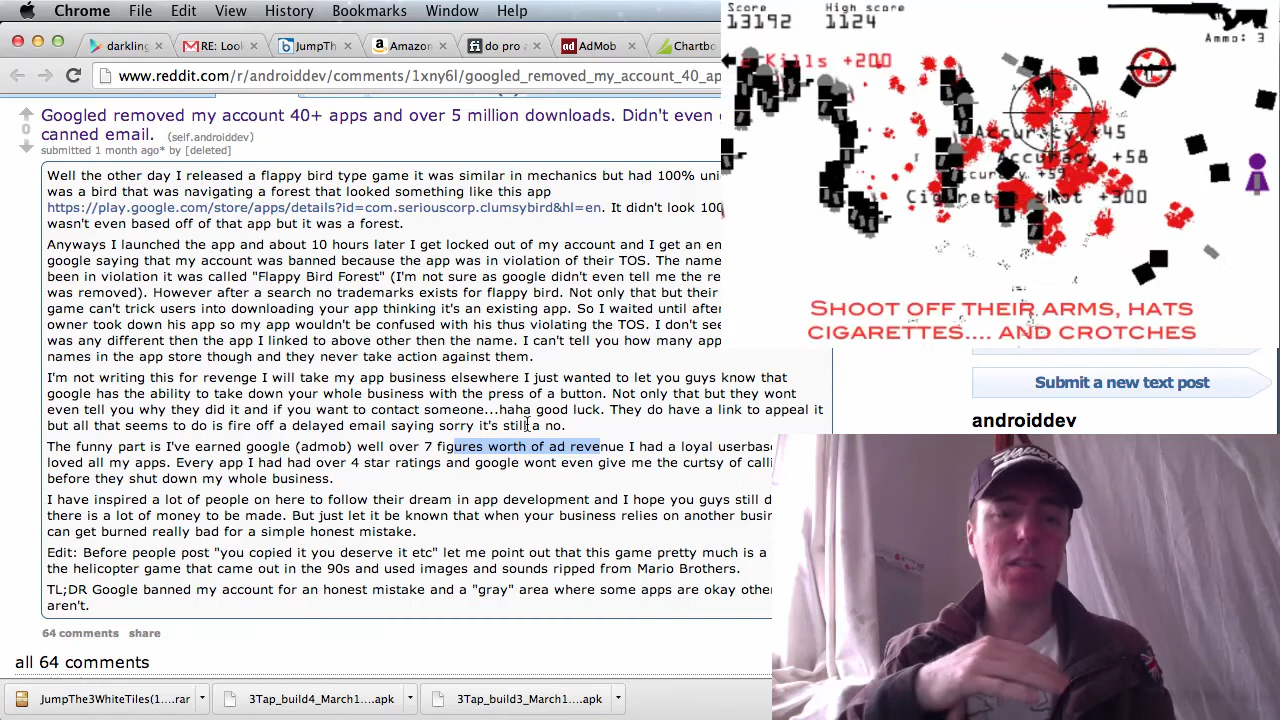 Chrome File Edit View History Bookmarks Window Help
darkling
RE: Lool
JumpTh
Amazon
do pro
AdMob
Chartbo
www.reddit.com/r/androiddev/comments/1xny6l/googled_removed_my_account_40_ap
Googled removed my account 40+ apps and over 5 million downloads. Didn't even
canned email. (self.androiddev)
0
submitted 1 month ago* by [deleted]
Well the other day I released a flappy bird type game it was similar in mechanics but had 100% uni
was a bird that was navigating a forest that looked something like this app
https://play.google.com/store/apps/details?id=com.seriouscorp.clumsybird&hl=en. It didn't look 100
wasn't even based off of that app but it was a forest.
Anyways I launched the app and about 10 hours later I get locked out of my account and I get an en
google saying that my account was banned because the app was in violation of their TOS. The name
been in violation it was called "Flappy Bird Forest" (I'm not sure as google didn't even tell me the re
was removed). However after a search no trademarks exists for flappy bird. Not only that but their
game can't trick users into downloading your app thinking it's an existing app. So I waited until after
owner took down his app so my app wouldn't be confused with his thus violating the TOS. I don't see
was any different then the app I linked to above other then the name. I can't tell you how many app
names in the app store though and they never take action against them.
I'm not writing this for revenge I will take my app business elsewhere I just wanted to let you guys know that
google has the ability to take down your whole business with the press of a button. Not only that but they wont
even tell you why they did it and if you want to contact someone...haha good luck. They do have a link to appeal it
but all that seems to do is fire off another email saying sorry it's still a no.
The funny part is I've earned google (admob) well over 7 figures worth of ad revenue I had a loyal userbas
loved all my apps. Every app I had had over 4 star ratings and google wont even give me the curtsy of calli
before they shut down my whole business.
I have inspired a lot of people on he to follow their dream in app development and I hope you guys still d
there is a lot of money to be made. But just let it be known that when your business relies on another busin
can get burned really bad for a simple honest mistake.
Edit: Before people post "you copied it you deserve it etc" let me point out that this game pretty much is a
the helicopter game that came out in the 90s and used images and sounds ripped from Mario Brothers.
TL;DR Google banned my account for an honest mistake and a "gray" area where some apps are okay othe
aren't.
64 comments share
all 64 comments
JumpThe3WhiteTiles(1.rar
3Tap_build4_March1....apk
3Tap_build3_March1....apk
Score
13192
High score
1124
Ammo: 3
Kills +200
Accuracy +45
Accuracy +58
Accuracy +59
Cigarette shot +300
SHOOT OFF THEIR ARMS, HATS
CIGARETTES.... AND CROTCHES
Submit a new text post
androiddev